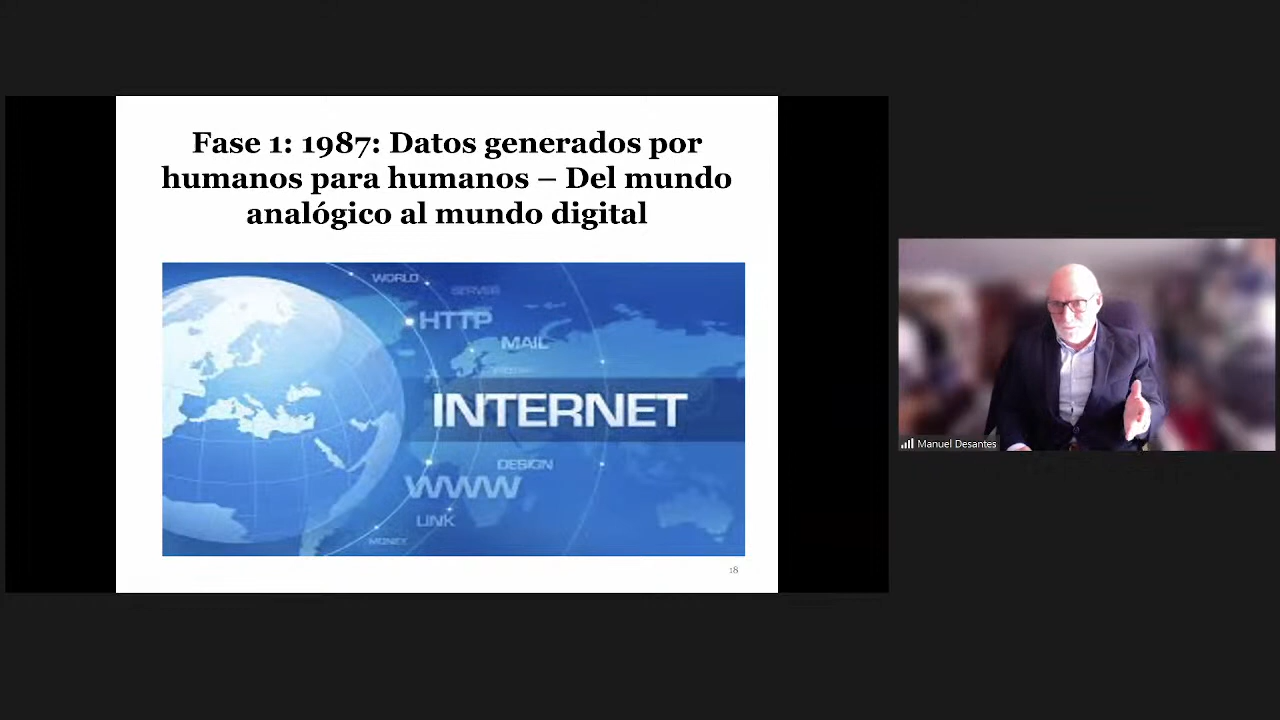 Fase 1: 1987: Datos generados por
humanos para humanos – Del mundo
analógico al mundo digital
WORLD
SERVER
HTTP
MAIL
INTERNET
DESIGN
WWW
LINK
MONEY
18
Manuel Desantes